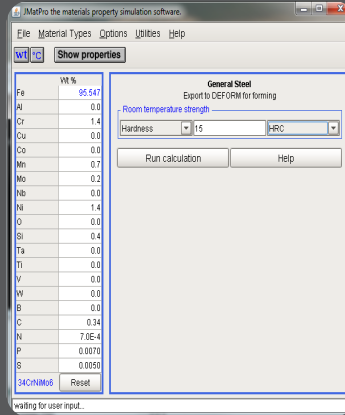 JMatPro the materials property simulation software.
File Material Types Options Utilities Help
wt °C Show properties
Wt %
Fe 95.547
Al 0.0
Cr 1.4
Cu 0.0
Co 0.0
Mn 0.7
Mo 0.2
Nb 0.0
Ni 1.4
O 0.0
Si 0.4
Ta 0.0
Ti 0.0
V 0.0
W 0.0
B 0.0
C 0.34
N 7.0E-4
P 0.0070
S 0.0050
34CrNiMo6 Reset
General Steel
Export to DEFORM for forming
Room temperature strength
Hardness 15 HRC
Run calculation Help
waiting for user input...